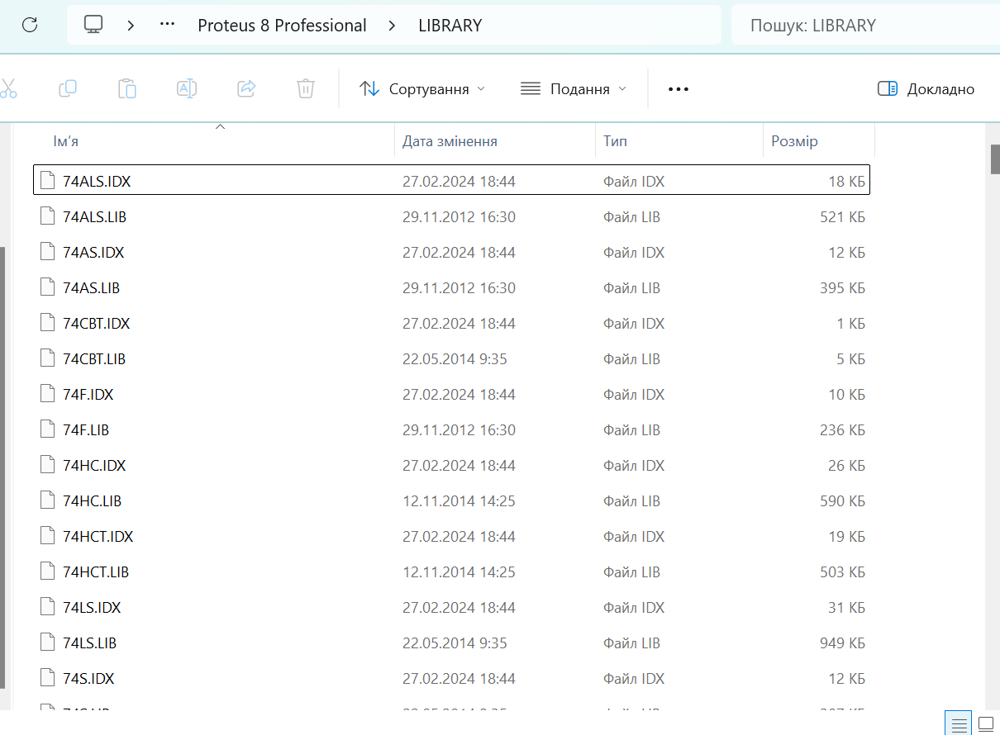 Proteus 8 Professional > LIBRARY Пошук: LIBRARY
Сортування Подання Докладно
Ім'я Дата змінення Тип Розмір
74ALS.IDX 27.02.2024 18:44 Файл IDX 18 КБ
74ALS.LIB 29.11.2012 16:30 Файл LIB 521 КБ
74AS.IDX 27.02.2024 18:44 Файл IDX 12 КБ
74AS.LIB 29.11.2012 16:30 Файл LIB 395 КБ
74CBT.IDX 27.02.2024 18:44 Файл IDX 1 КБ
74CBT.LIB 22.05.2014 9:35 Файл LIB 5 КБ
74F.IDX 27.02.2024 18:44 Файл IDX 10 КБ
74F.LIB 29.11.2012 16:30 Файл LIB 236 КБ
74HC.IDX 27.02.2024 18:44 Файл IDX 26 КБ
74HC.LIB 12.11.2014 14:25 Файл LIB 590 КБ
74HCT.IDX 27.02.2024 18:44 Файл IDX 19 КБ
74HCT.LIB 12.11.2014 14:25 Файл LIB 503 КБ
74LS.IDX 27.02.2024 18:44 Файл IDX 31 КБ
74LS.LIB 22.05.2014 9:35 Файл LIB 949 КБ
74S.IDX 27.02.2024 18:44 Файл IDX 12 КБ